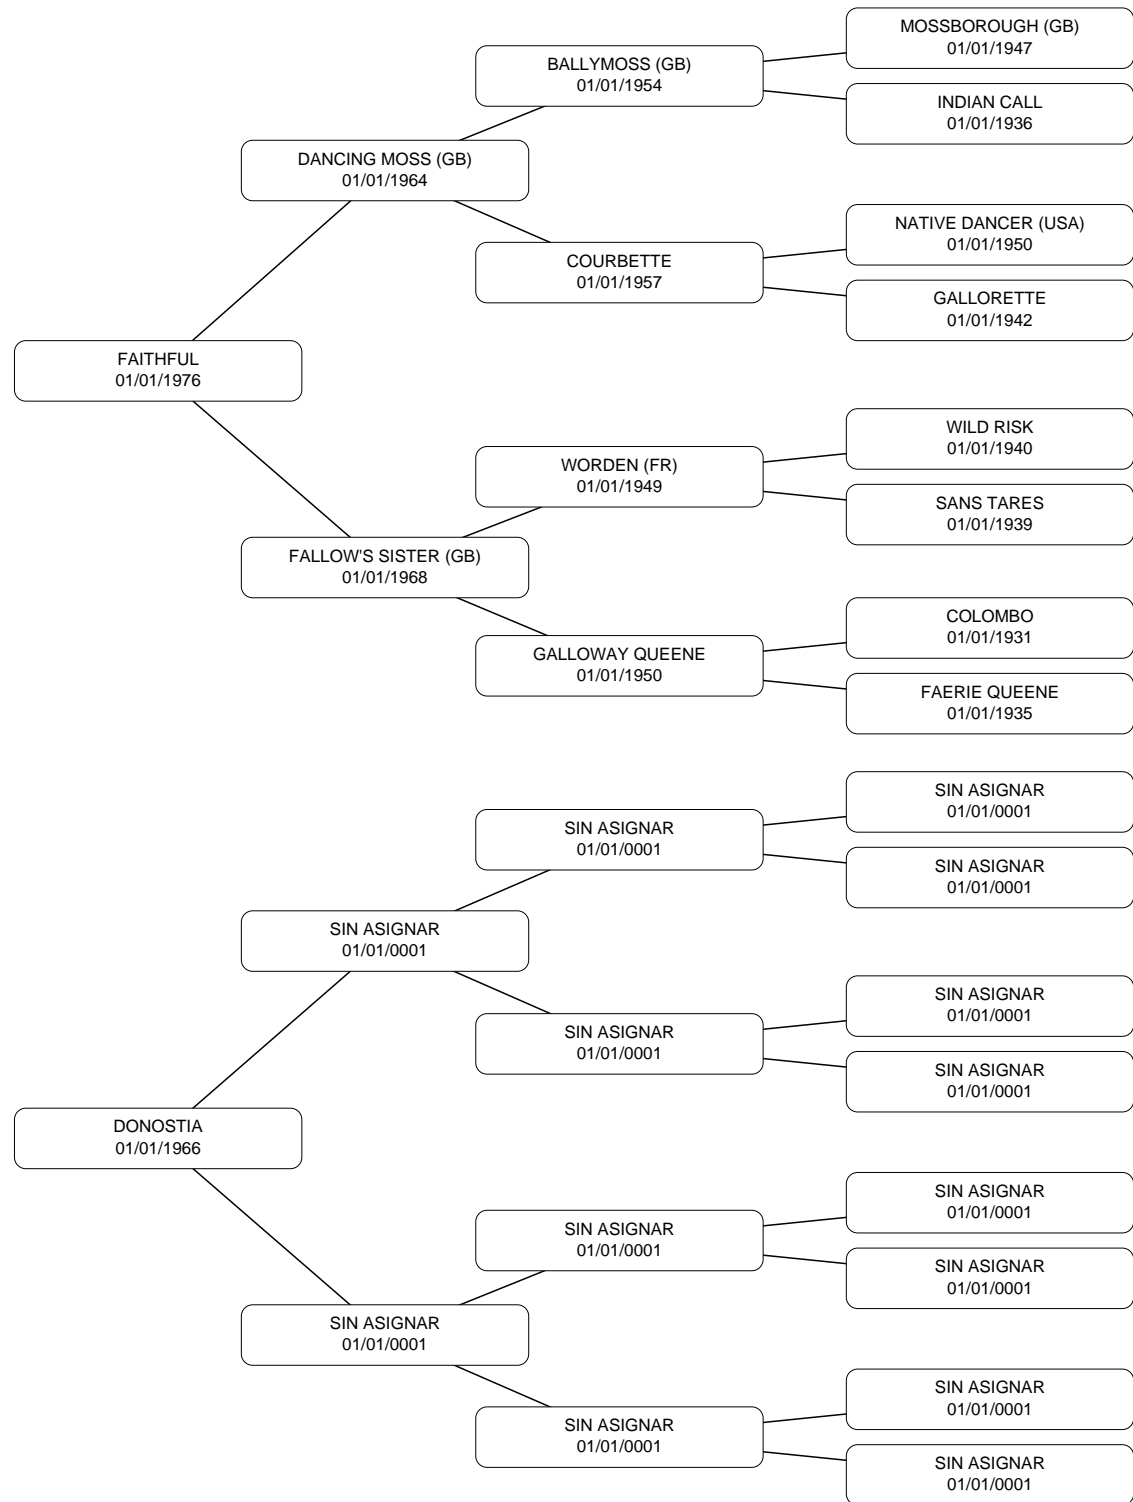 MOSSBOROUGH (GB)
01/01/1947
BALLYMOSS (GB)
01/01/1954
INDIAN CALL
01/01/1936
DANCING MOSS (GB)
01/01/1964
NATIVE DANCER (USA)
01/01/1950
COURBETTE
01/01/1957
GALLORETTE
01/01/1942
FAITHFUL
01/01/1976
WILD RISK
01/01/1940
WORDEN (FR)
01/01/1949
SANS TARES
01/01/1939
FALLOW'S SISTER (GB)
01/01/1968
COLOMBO
01/01/1931
GALLOWAY QUEENE
01/01/1950
FAERIE QUEENE
01/01/1935
SIN ASIGNAR
01/01/0001
SIN ASIGNAR
01/01/0001
SIN ASIGNAR
01/01/0001
SIN ASIGNAR
01/01/0001
SIN ASIGNAR
01/01/0001
SIN ASIGNAR
01/01/0001
SIN ASIGNAR
01/01/0001
DONOSTIA
01/01/1966
SIN ASIGNAR
01/01/0001
SIN ASIGNAR
01/01/0001
SIN ASIGNAR
01/01/0001
SIN ASIGNAR
01/01/0001
SIN ASIGNAR
01/01/0001
SIN ASIGNAR
01/01/0001
SIN ASIGNAR
01/01/0001